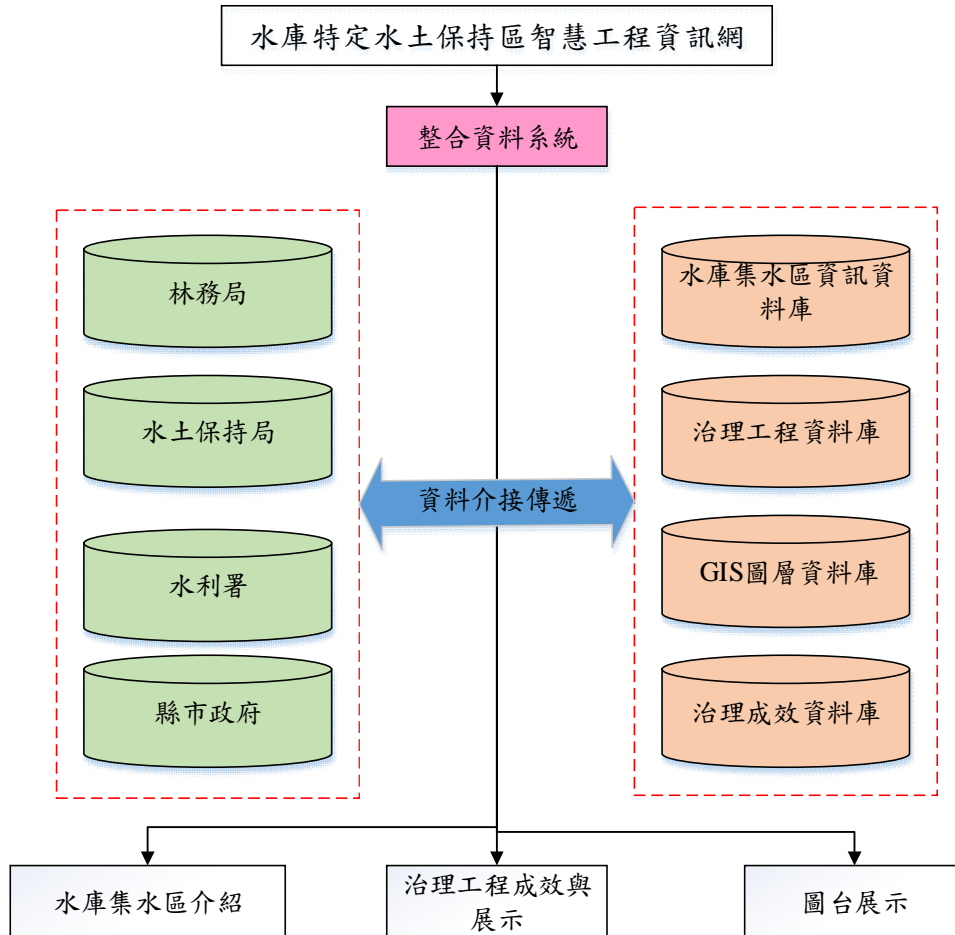 水庫特定水土保持區智慧工程資訊網
整合資料系統
林務局
水土保持局
水利署
縣市政府
資料介接傳遞
水庫集水區資訊資
料庫
治理工程資料庫
GIS圖層資料庫
治理成效資料庫
水庫集水區介紹
治理工程成效與
展示
圖台展示